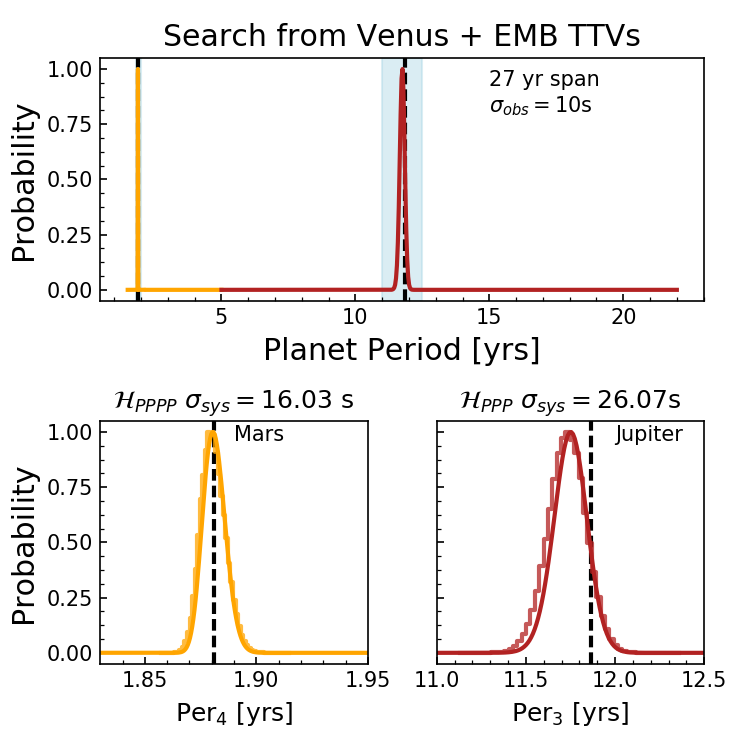 Search from Venus + EMB TTVs
1.00
0.75
0.50
0.25
0.00
Probability
27 yr span
σ_obs = 10s
5 10 15 20
Planet Period [yrs]
ℋ_PPPP σ_sys = 16.03 s
1.00
0.75
0.50
0.25
0.00
Probability
Mars
1.85 1.90 1.95
Per_4 [yrs]
ℋ_PPP σ_sys = 26.07s
Jupiter
11.0 11.5 12.0 12.5
Per_3 [yrs]